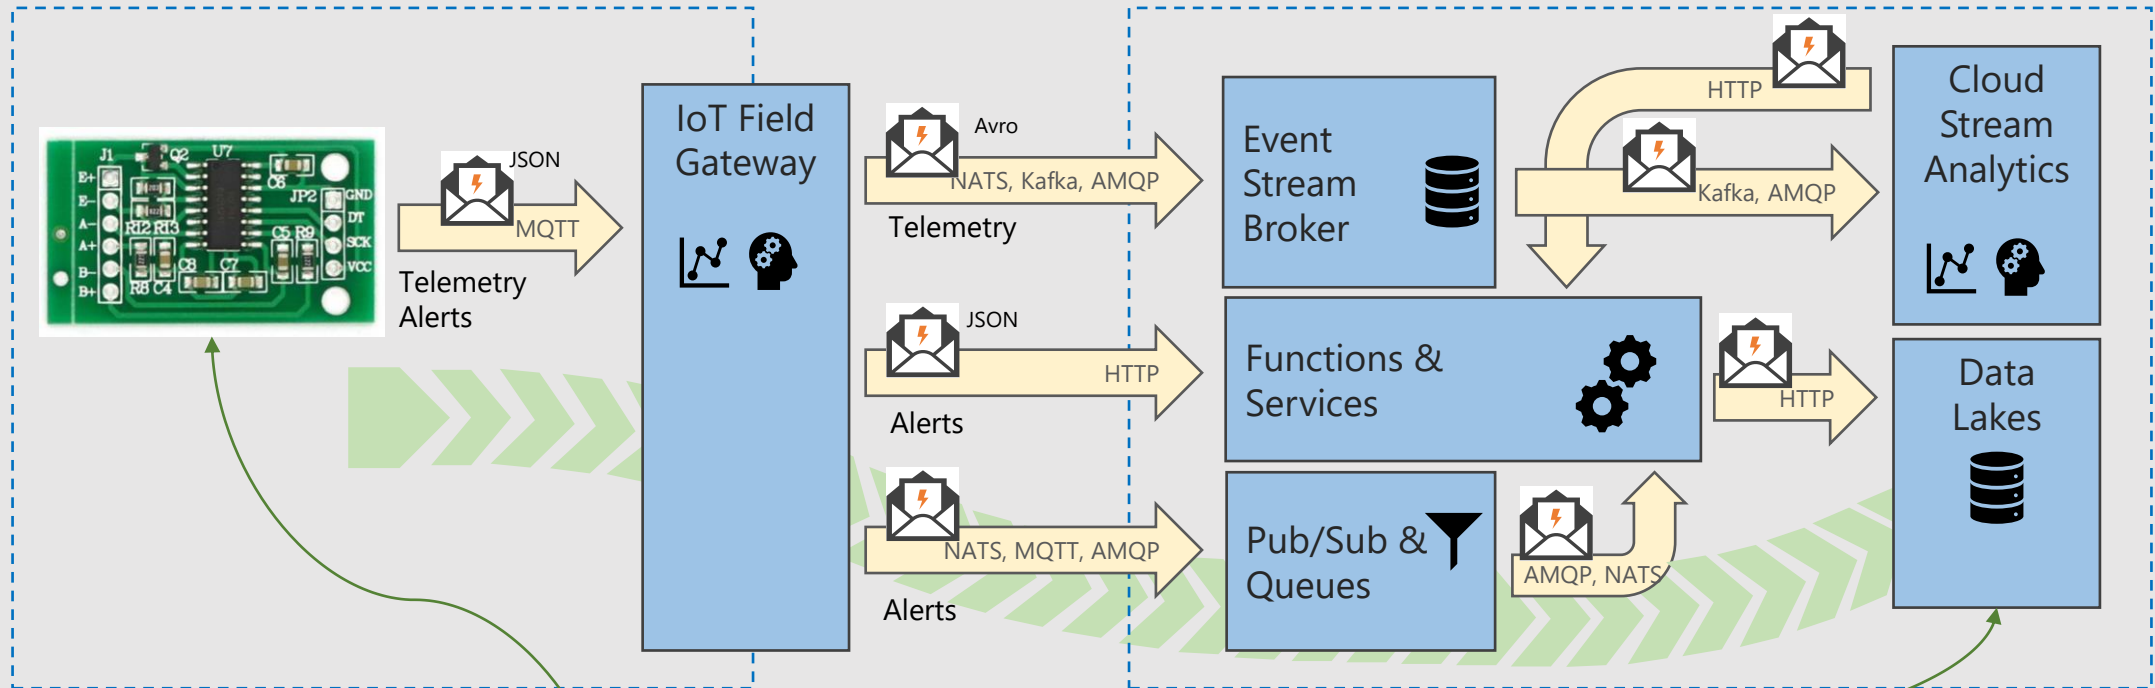 J1
Q2
U7
C6
JP2
GND
DT
SCK
VCC
E+
E-
A-
A+
B-
B+
R12 R13
C5 R9
C8
C7
R8 C4
JSON
MQTT
Telemetry
Alerts
IoT Field
Gateway
Avro
NATS, Kafka, AMQP
Telemetry
JSON
HTTP
Alerts
NATS, MQTT, AMQP
Alerts
Event
Stream
Broker
HTTP
Kafka, AMQP
Cloud
Stream
Analytics
Functions &
Services
HTTP
Data
Lakes
Pub/Sub &
Queues
AMQP, NATS